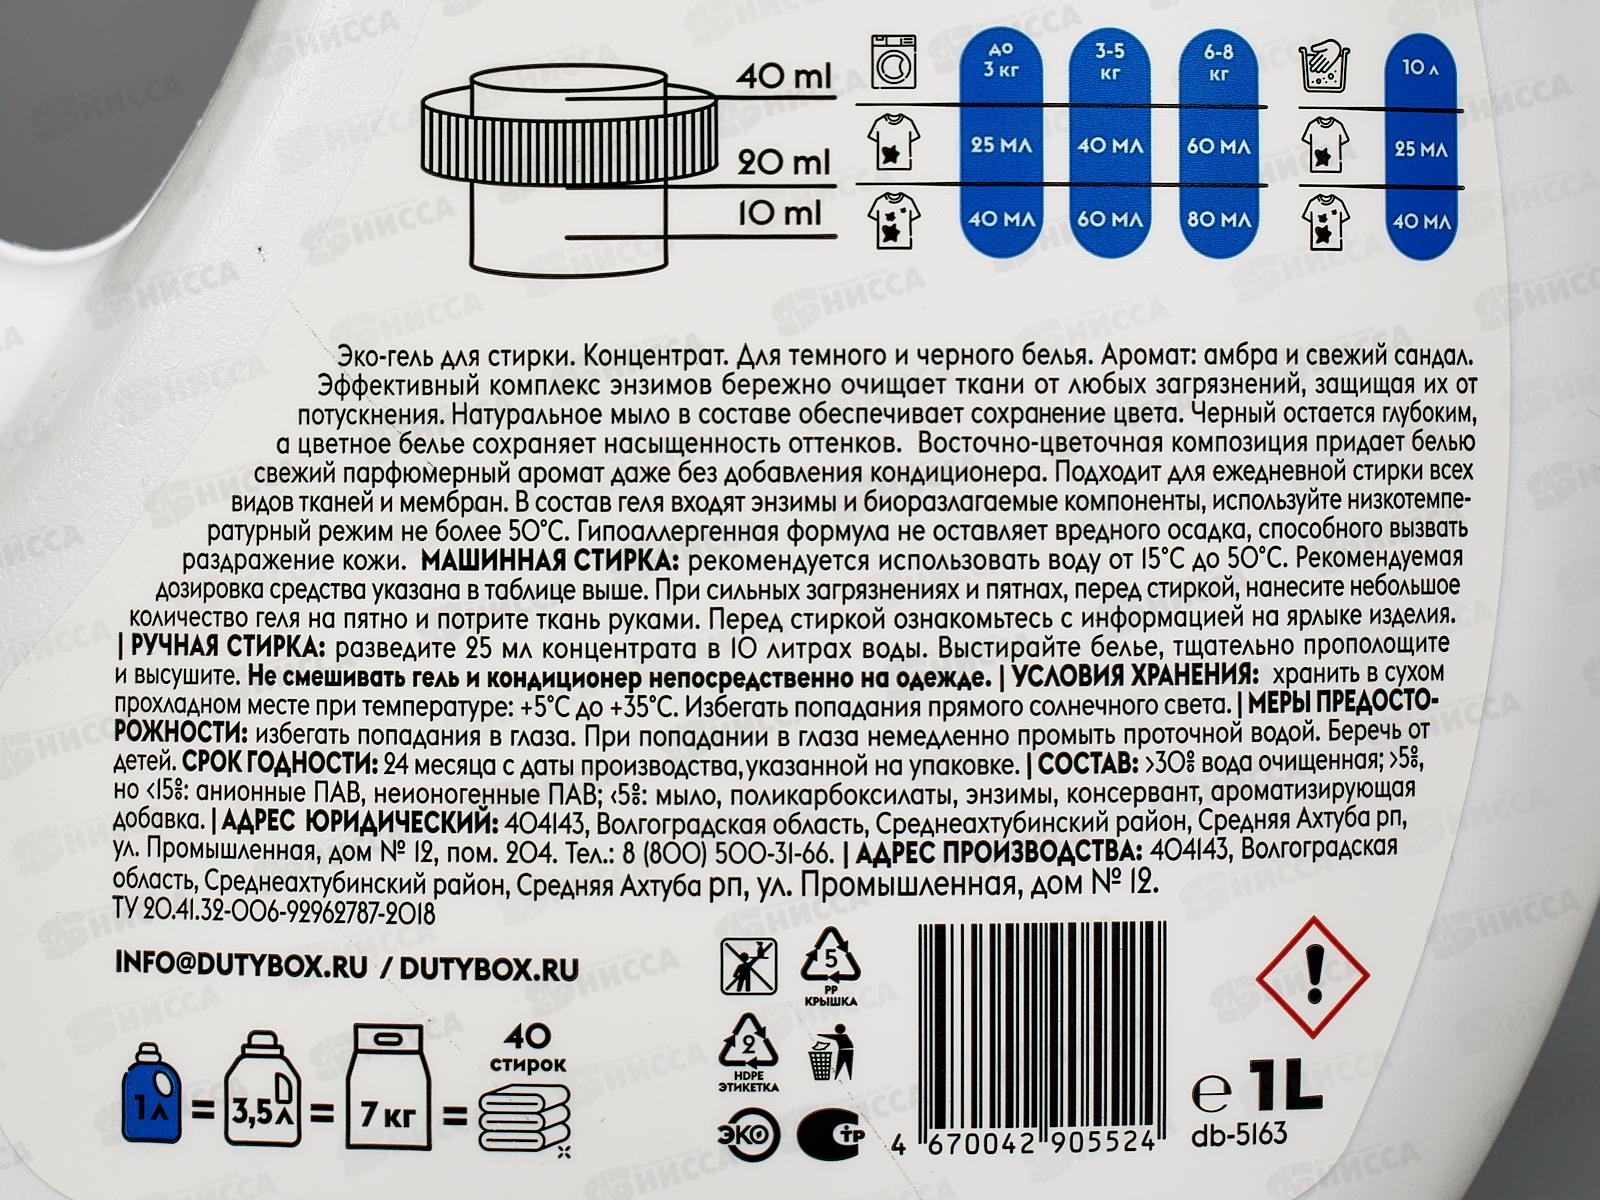 40 ml
20 ml
10 ml
до 3 кг
3-5 кг
6-8 кг
10 л
25 МЛ
40 МЛ
60 МЛ
25 МЛ
40 МЛ
60 МЛ
80 МЛ
40 МЛ
Эко-гель для стирки. Концентрат. Для темного и черного белья. Аромат: амбра и свежий сандал.
Эффективный комплекс энзимов бережно очищает ткани от любых загрязнений, защищая их от
потускнения. Натуральное мыло в составе обеспечивает сохранение цвета. Черный остается глубоким,
а цветное белье сохраняет насыщенность оттенков. Восточно-цветочная композиция придает белью
свежий парфюмерный аромат даже без добавления кондиционера. Подходит для ежедневной стирки всех
видов тканей и мембран. В состав геля входят энзимы и биоразлагаемые компоненты, используйте низкотемпе-
ратурный режим не более 50°С. Гипоаллергенная формула не оставляет вредного осадка, способного вызвать
раздражение кожи. МАШИННАЯ СТИРКА: рекомендуется использовать воду от 15°С до 50°С. Рекомендуемая
дозировка средства указана в таблице выше. При сильных загрязнениях и пятнах, перед стиркой, нанесите небольшое
количество геля на пятно и потрите ткань руками. Перед стиркой ознакомьтесь с информацией на ярлыке изделия.
| РУЧНАЯ СТИРКА: разведите 25 мл концентрата в 10 литрах воды. Выстирайте белье, тщательно прополощите
и высушите. Не смешивать гель и кондиционер непосредственно на одежде. | УСЛОВИЯ ХРАНЕНИЯ: хранить в сухом
прохладном месте при температуре: +5°С до +35°С. Избегать попадания прямого солнечного света. | МЕРЫ ПРЕДОСТО-
РОЖНОСТИ: избегать попадания в глаза. При попадании в глаза немедленно промыть проточной водой. Беречь от
детей. СРОК ГОДНОСТИ: 24 месяца с даты производства, указанной на упаковке. | СОСТАВ: >30% вода очищенная; >5%,
но <15%: анионные ПАВ, неионогенные ПАВ; <5%: мыло, поликарбоксилаты, энзимы, консервант, ароматизирующая
добавка. | АДРЕС ЮРИДИЧЕСКИЙ: 404143, Волгоградская область, Среднеахтубинский район, Средняя Ахтуба рп,
ул. Промышленная, дом № 12, пом. 204. Тел.: 8 (800) 500-31-66. | АДРЕС ПРОИЗВОДСТВА: 404143, Волгоградская
область, Среднеахтубинский район, Средняя Ахтуба рп, ул. Промышленная, дом № 12.
ТУ 20.41.32-006-92962787-2018
INFO@DUTYBOX.RU / DUTYBOX.RU
5
PP
КРЫШКА
2
HDPE
ЭТИКЕТКА
ЭКО
СТР
40
стирок
1 л = 3,5 л = 7 кг =
4 670042 905524
e 1L
db-5163
НИССА